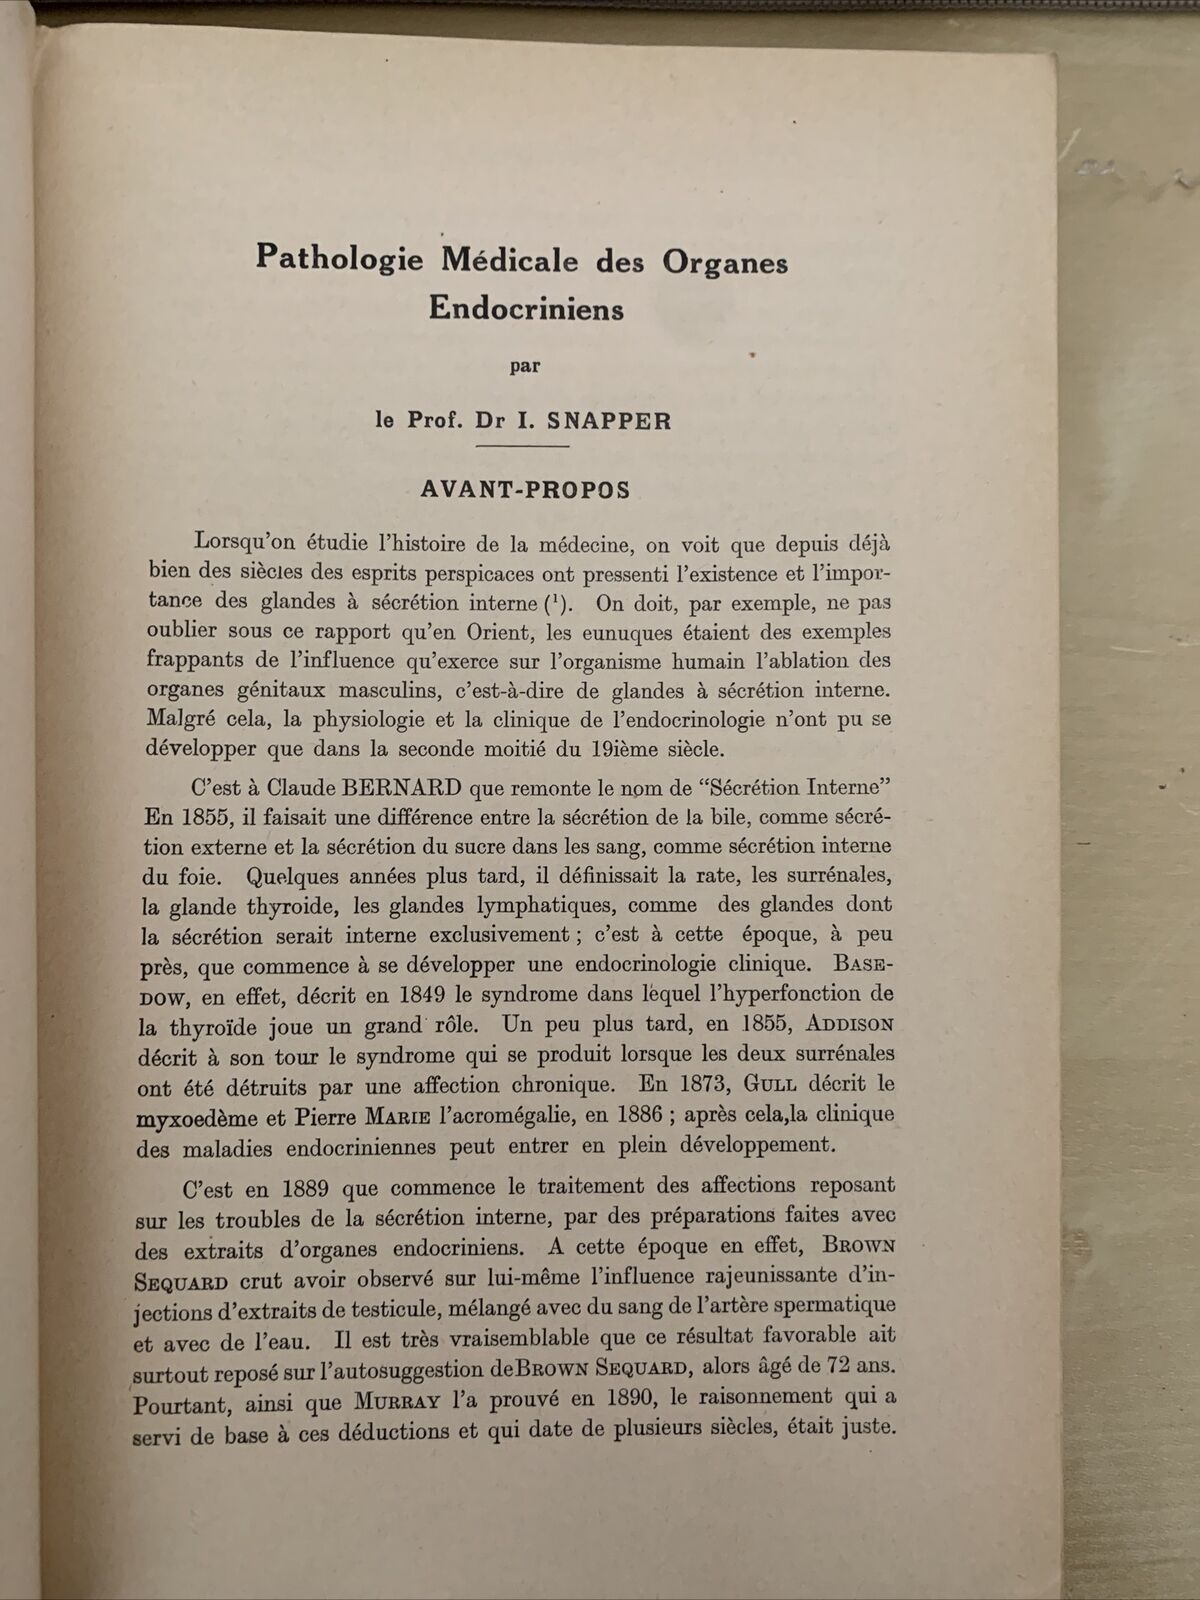 Pathologie Médicale des Organes
Endocriniens
par
le Prof. Dr I. SNAPPER
AVANT-PROPOS
Lorsqu'on étudie l'histoire de la médecine, on voit que depuis déjà
bien des siècles des esprits perspicaces ont pressenti l'existence et l'impor-
tance des glandes à sécrétion interne (¹). On doit, par exemple, ne pas
oublier sous ce rapport qu'en Orient, les eunuques étaient des exemples
frappants de l'influence qu'exerce sur l'organisme humain l'ablation des
organes génitaux masculins, c'est-à-dire de glandes à sécrétion interne.
Malgré cela, la physiologie et la clinique de l'endocrinologie n'ont pu se
développer que dans la seconde moitié du 19ième siècle.
C'est à Claude BERNARD que remonte le nom de “Sécrétion Interne”
En 1855, il faisait une différence entre la sécrétion de la bile, comme sécré-
tion externe et la sécrétion du sucre dans les sang, comme sécrétion interne
du foie. Quelques années plus tard, il définissait la rate, les surrénales,
la glande thyroide, les glandes lymphatiques, comme des glandes dont
la sécrétion serait interne exclusivement ; c'est à cette époque, à peu
près, que commence à se développer une endocrinologie clinique. BASE-
DOW, en effet, décrit en 1849 le syndrome dans lequel l'hyperfonction de
la thyroïde joue un grand rôle. Un peu plus tard, en 1855, ADDISON
décrit à son tour le syndrome qui se produit lorsque les deux surrénales
ont été détruits par une affection chronique. En 1873, GULL décrit le
myxoedème et Pierre MARIE l'acromégalie, en 1886 ; après cela,la clinique
des maladies endocriniennes peut entrer en plein développement.
C'est en 1889 que commence le traitement des affections reposant
sur les troubles de la sécrétion interne, par des préparations faites avec
des extraits d'organes endocriniens. A cette époque en effet, BROWN
SEQUARD crut avoir observé sur lui-même l'influence rajeunissante d'in-
jections d'extraits de testicule, mélangé avec du sang de l'artère spermatique
et avec de l'eau. Il est très vraisemblable que ce résultat favorable ait
surtout reposé sur l'autosuggestion deBROWN SEQUARD, alors âgé de 72 ans.
Pourtant, ainsi que MURRAY l'a prouvé en 1890, le raisonnement qui a
servi de base à ces déductions et qui date de plusieurs siècles, était juste.